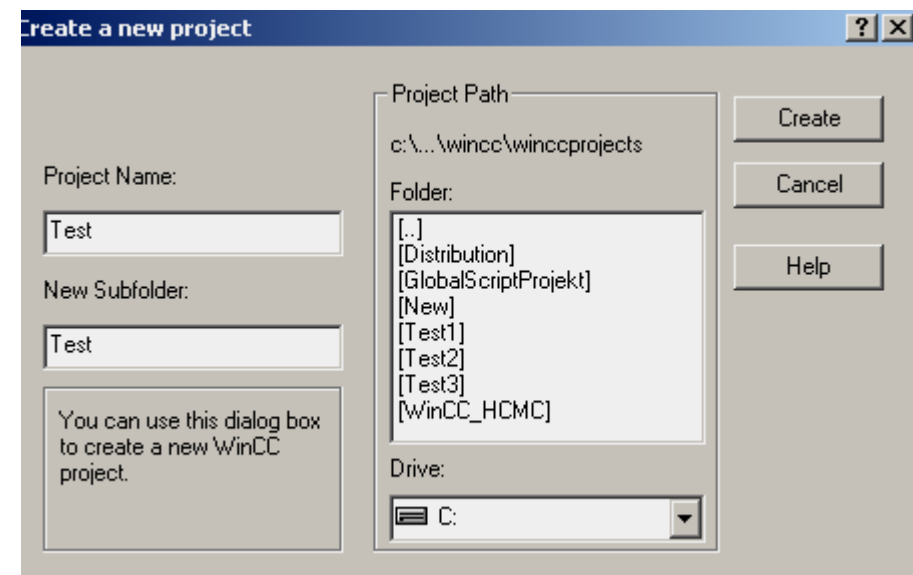 Create a new project
Project Name:
Test
New Subfolder:
Test
You can use this dialog box
to create a new WinCC
project.
Project Path
c:\...\wincc\winccprojects
Folder:
[..]
[Distribution]
[GlobalScriptProjekt]
[New]
[Test1]
[Test2]
[Test3]
[WinCC_HCMC]
Drive:
C:
Create
Cancel
Help